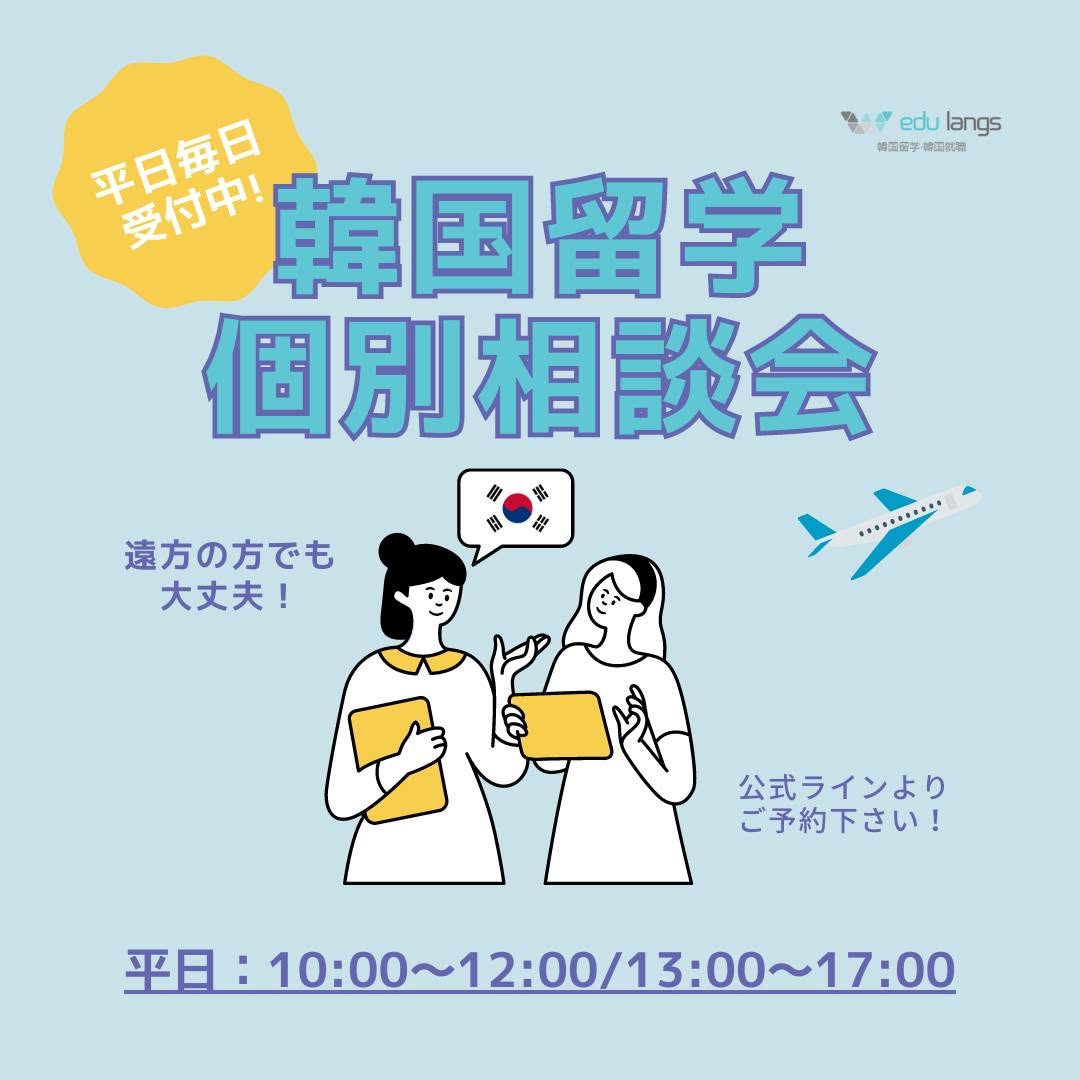 平日毎日
受付中!
edu langs
韓国留学·韓国就職
韓国留学
個別相談会
遠方の方でも
大丈夫！
公式ラインより
ご予約下さい！
平日：10:00〜12:00/13:00〜17:00